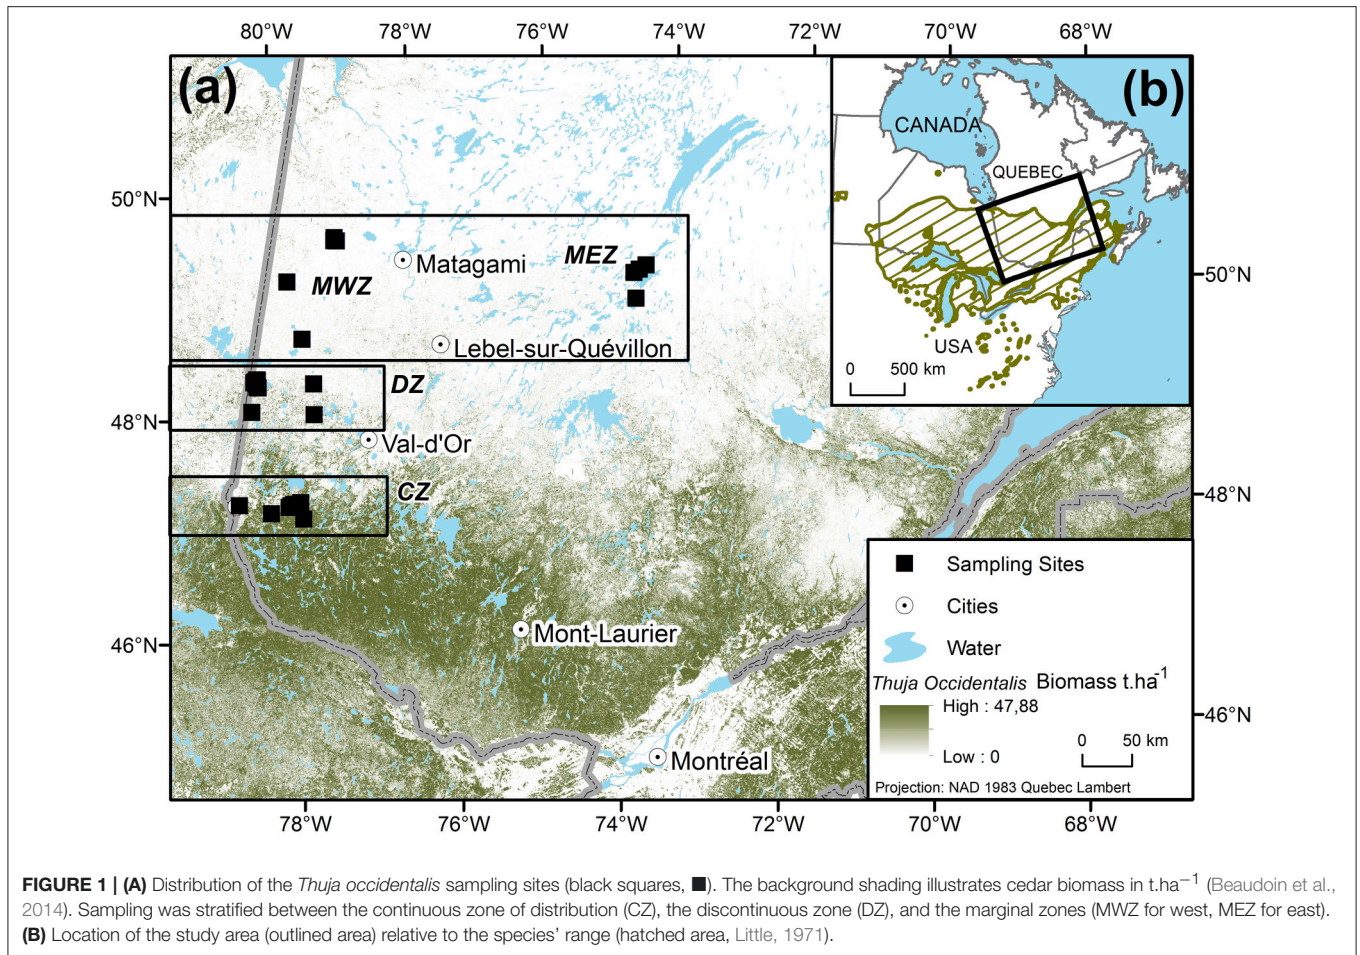 80°W 78°W 76°W 74°W 72°W 70°W 68°W
(a)
(b)
CANADA
QUEBEC
USA
0 500 km
50°N
50°N
MEZ
Matagami
MWZ
Lebel-sur-Quévillon
DZ
48°N
Val-d'Or
CZ
48°N
Sampling Sites
Cities
Water
Thuja Occidentalis Biomass t.ha-1
High : 47,88
Low : 0
0 50 km
Projection: NAD 1983 Quebec Lambert
Mont-Laurier
46°N
46°N
Montréal
78°W 76°W 74°W 72°W 70°W 68°W
FIGURE 1 | (A) Distribution of the Thuja occidentalis sampling sites (black squares, ■). The background shading illustrates cedar biomass in t.ha−1 (Beaudoin et al.,
2014). Sampling was stratified between the continuous zone of distribution (CZ), the discontinuous zone (DZ), and the marginal zones (MWZ for west, MEZ for east).
(B) Location of the study area (outlined area) relative to the species' range (hatched area, Little, 1971).